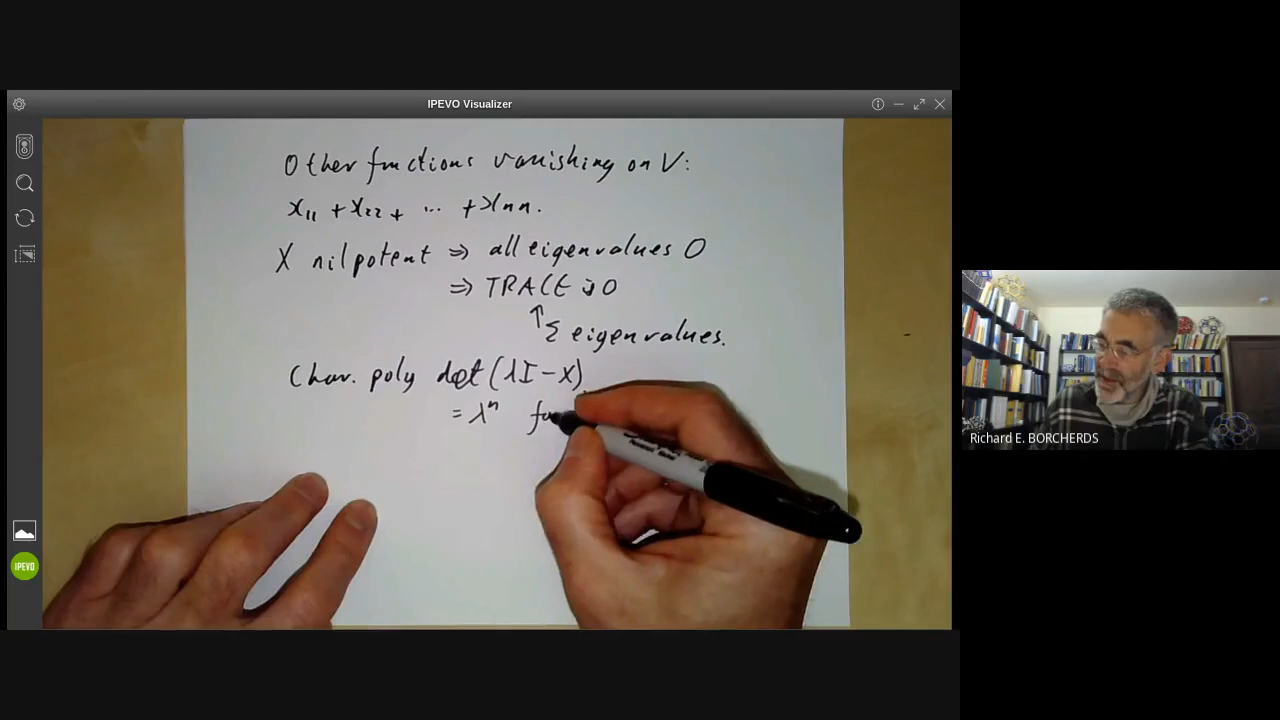 IPEVO Visualizer
Other functions vanishing on V:
x₁₁ + x₂₂ + ... + xₙₙ.
X nilpotent ⇒ all eigenvalues 0
⇒ TRACE is 0
↑
Σ eigenvalues.
Char. poly det(λI - X)
= λⁿ
IPEVO
Richard E. BORCHERDS